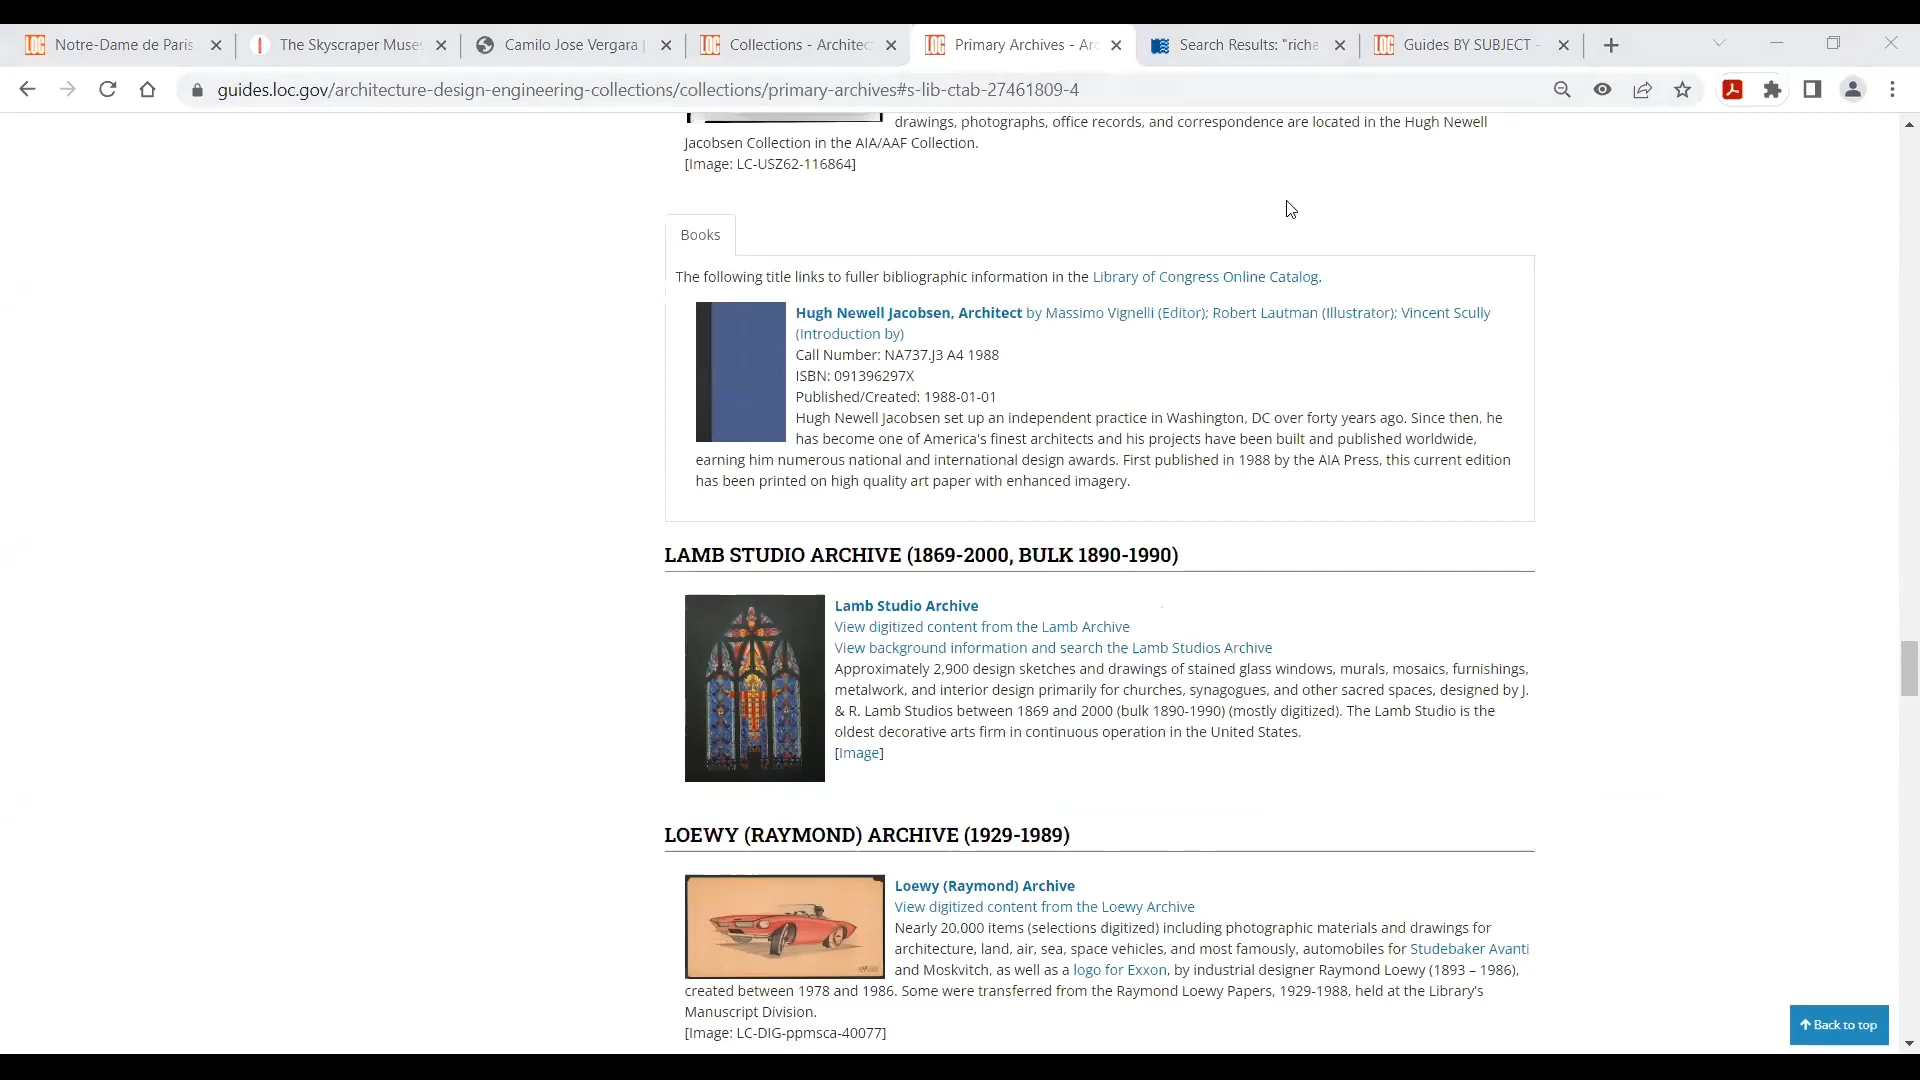 Notre-Dame de Paris
The Skyscraper Muse
Camilo Jose Vergara |
Collections - Architec
Primary Archives - Arc
Search Results: "richa
Guides BY SUBJECT -
guides.loc.gov/architecture-design-engineering-collections/collections/primary-archives#s-lib-ctab-27461809-4
drawings, photographs, office records, and correspondence are located in the Hugh Newell
Jacobsen Collection in the AIA/AAF Collection.
[Image: LC-USZ62-116864]
Books
The following title links to fuller bibliographic information in the Library of Congress Online Catalog.
Hugh Newell Jacobsen, Architect by Massimo Vignelli (Editor); Robert Lautman (Illustrator); Vincent Scully
(Introduction by)
Call Number: NA737.J3 A4 1988
ISBN: 091396297X
Published/Created: 1988-01-01
Hugh Newell Jacobsen set up an independent practice in Washington, DC over forty years ago. Since then, he
has become one of America's finest architects and his projects have been built and published worldwide,
earning him numerous national and international design awards. First published in 1988 by the AIA Press, this current edition
has been printed on high quality art paper with enhanced imagery.
LAMB STUDIO ARCHIVE (1869-2000, BULK 1890-1990)
Lamb Studio Archive
View digitized content from the Lamb Archive
View background information and search the Lamb Studios Archive
Approximately 2,900 design sketches and drawings of stained glass windows, murals, mosaics, furnishings,
metalwork, and interior design primarily for churches, synagogues, and other sacred spaces, designed by J.
& R. Lamb Studios between 1869 and 2000 (bulk 1890-1990) (mostly digitized). The Lamb Studio is the
oldest decorative arts firm in continuous operation in the United States.
[Image]
LOEWY (RAYMOND) ARCHIVE (1929-1989)
Loewy (Raymond) Archive
View digitized content from the Loewy Archive
Nearly 20,000 items (selections digitized) including photographic materials and drawings for
architecture, land, air, sea, space vehicles, and most famously, automobiles for Studebaker Avanti
and Moskvitch, as well as a logo for Exxon, by industrial designer Raymond Loewy (1893 – 1986),
created between 1978 and 1986. Some were transferred from the Raymond Loewy Papers, 1929-1988, held at the Library's
Manuscript Division.
[Image: LC-DIG-ppmsca-40077]
Back to top